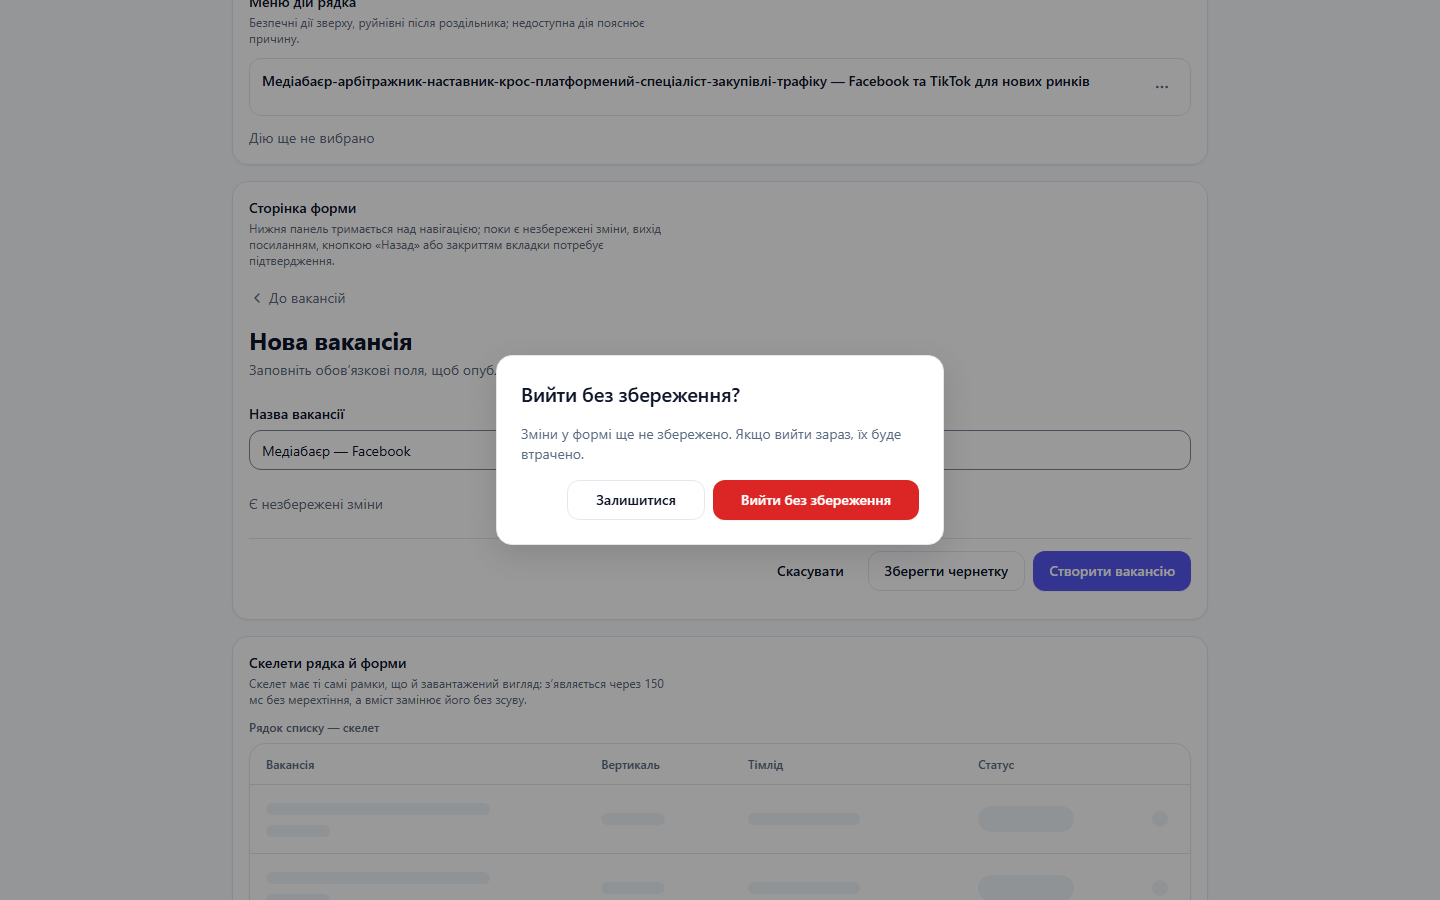 Меню дій рядка
Безпечні дії зверху, руйнівні після роздільника; недоступна дія пояснює
причину.
Медіабаєр-арбітражник-наставник-крос-платформений-спеціаліст-закупівлі-трафіку — Facebook та TikTok для нових ринків
Дію ще не вибрано
Сторінка форми
Нижня панель тримається над навігацією; поки є незбережені зміни, вихід
посиланням, кнопкою «Назад» або закриттям вкладки потребує
підтвердження.
До вакансій
Нова вакансія
Заповніть обов’язкові поля, щоб опуб
Назва вакансії
Медіабаєр — Facebook
Є незбережені зміни
Вийти без збереження?
Зміни у формі ще не збережено. Якщо вийти зараз, їх буде
втрачено.
Залишитися
Вийти без збереження
Скасувати
Зберегти чернетку
Створити вакансію
Скелети рядка й форми
Скелет має ті самі рамки, що й завантажений вигляд: з’являється через 150
мс без мерехтіння, а вміст замінює його без зсуву.
Рядок списку — скелет
Вакансія
Вертикаль
Тімлід
Статус